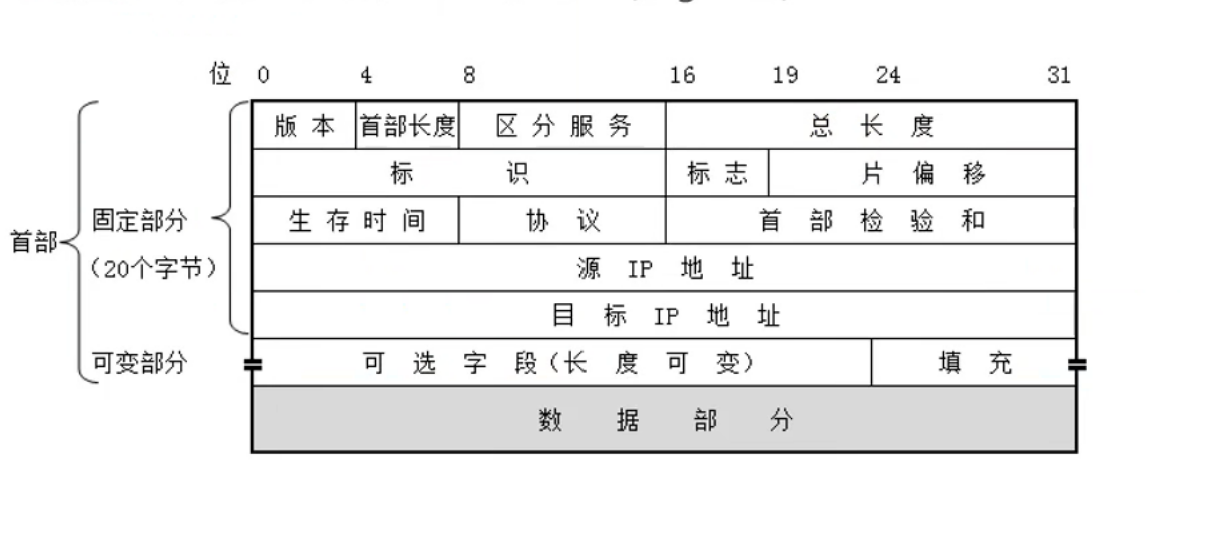 位 0 4 8 16 19 24 31
版本 首部长度 区分服务 总长度
标识 标志 片偏移
固定部分 生存时间 协议 首部检验和
首部
（20个字节） 源 IP 地址
目标 IP 地址
可变部分 可选字段(长度可变) 填充
数据部分